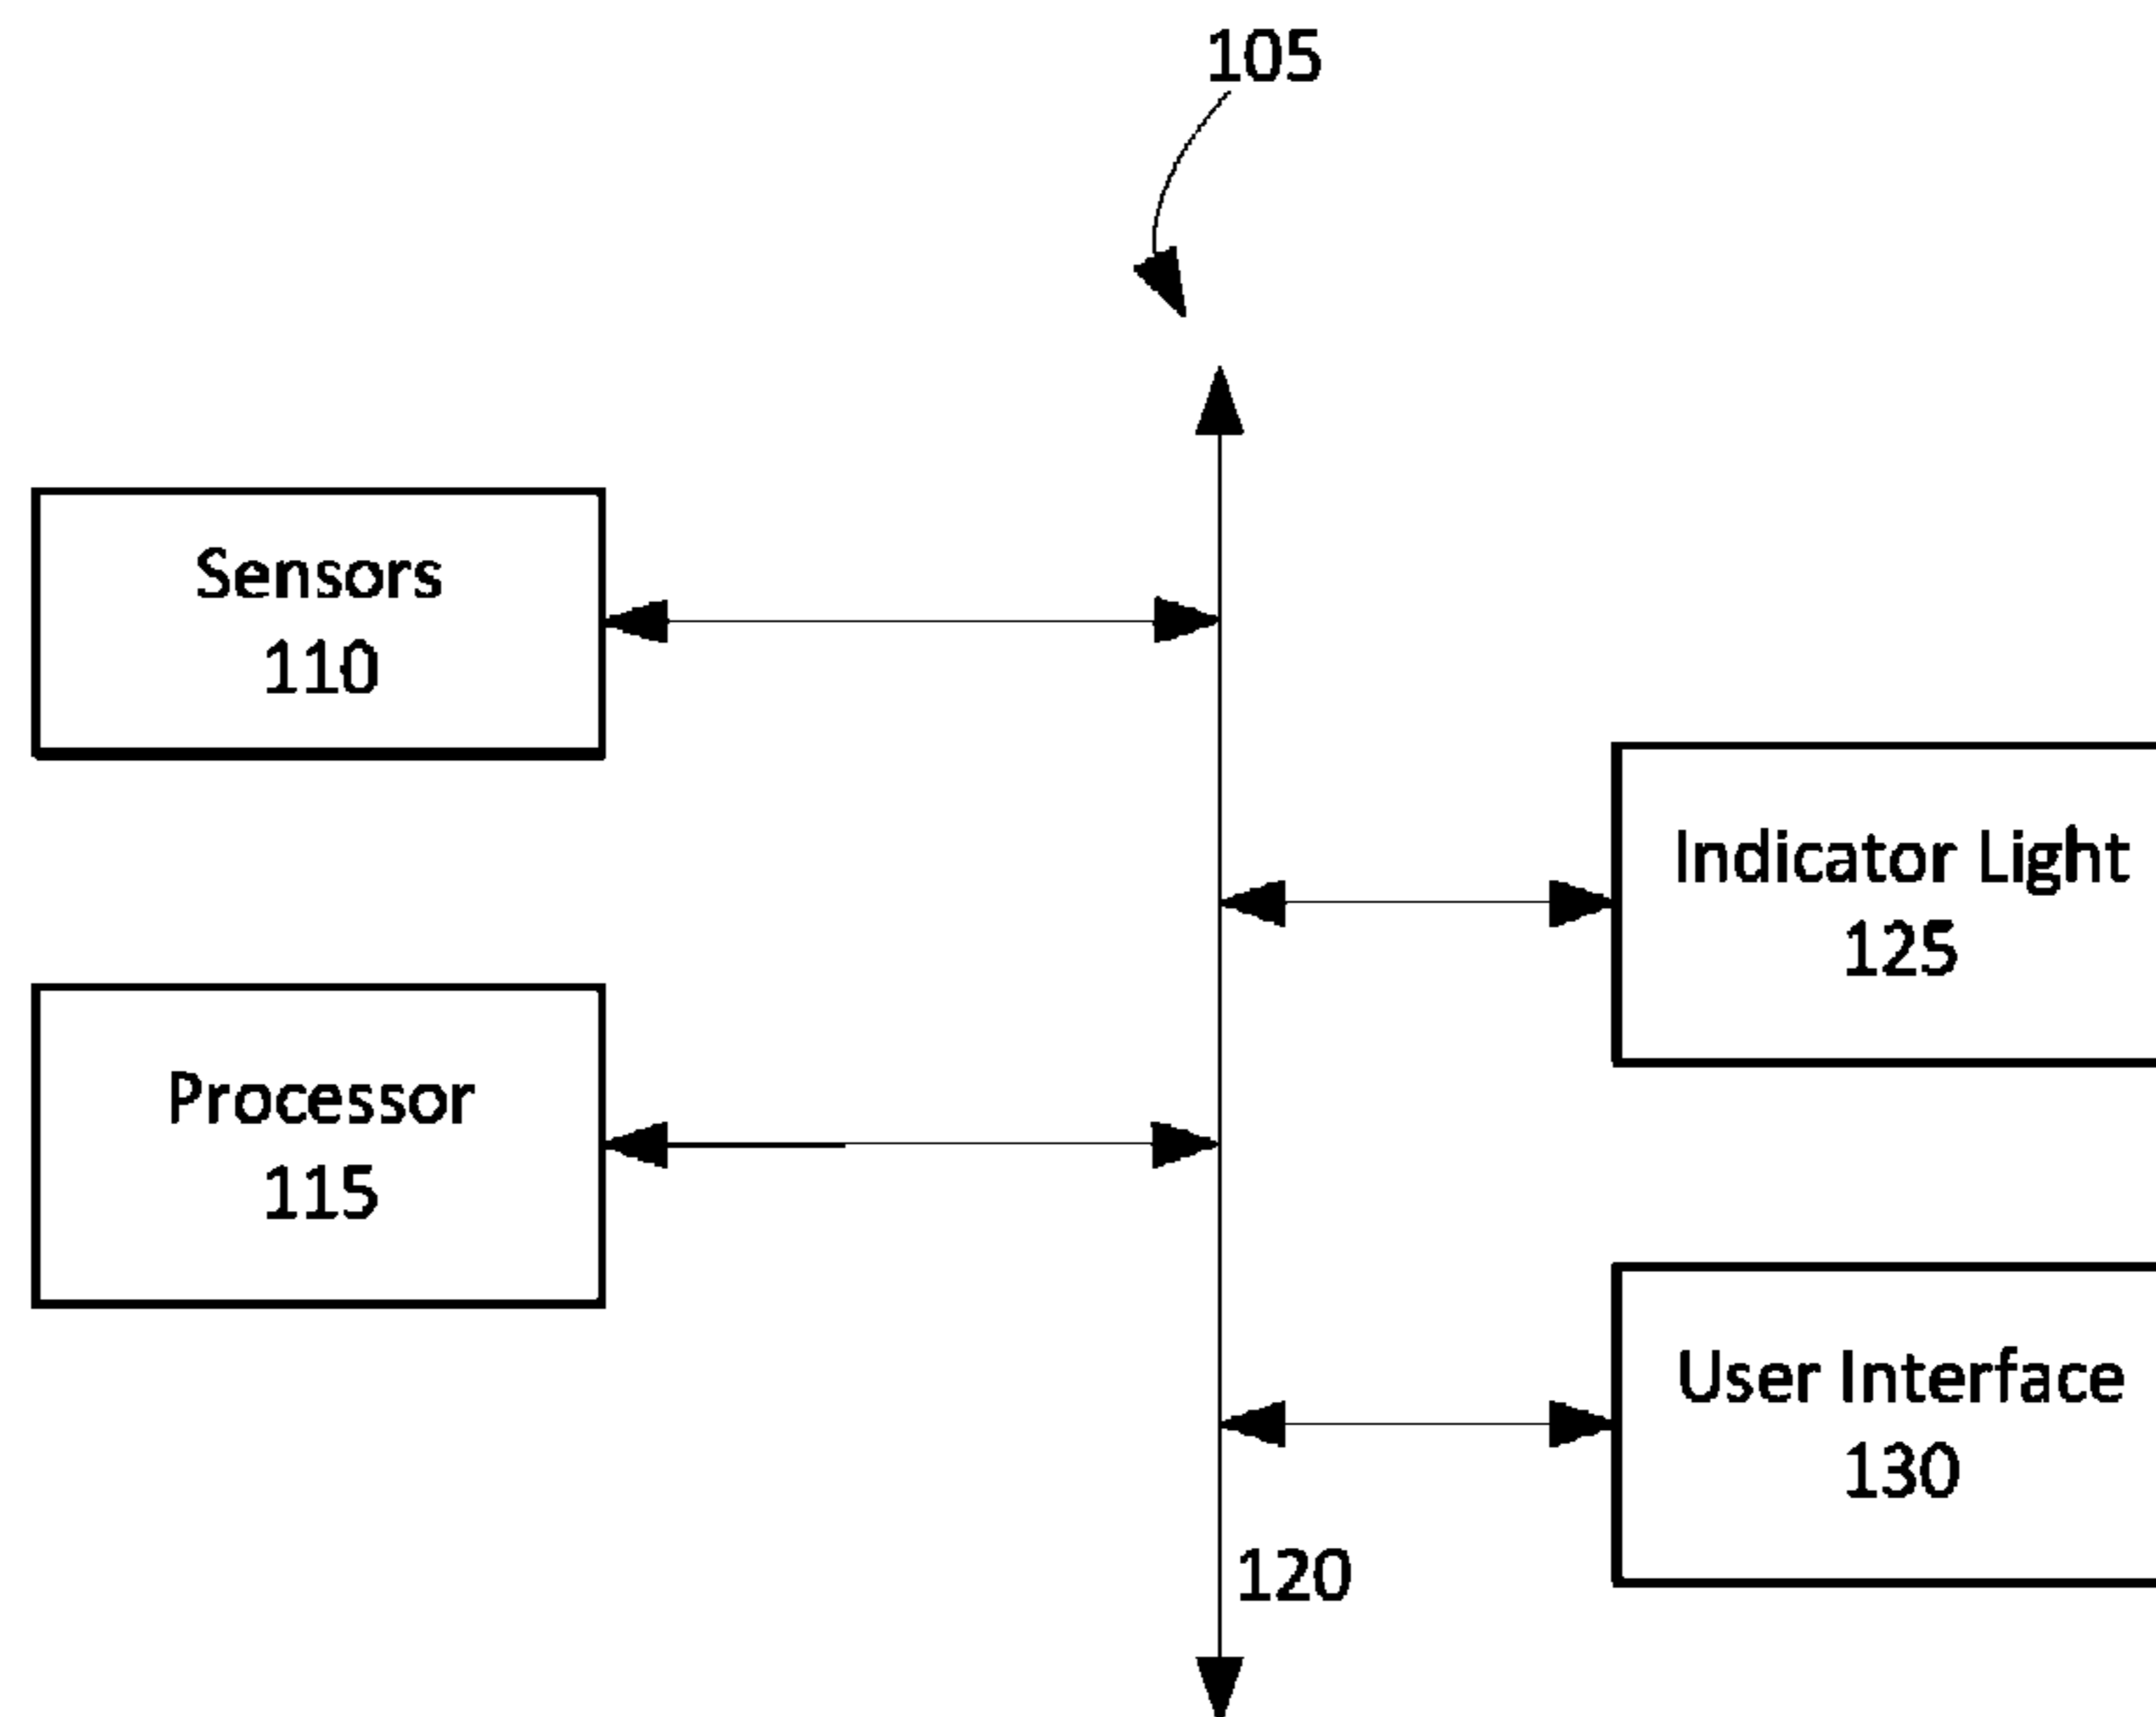 105
Sensors
110
Indicator Light
125
Processor
115
User Interface
130
120